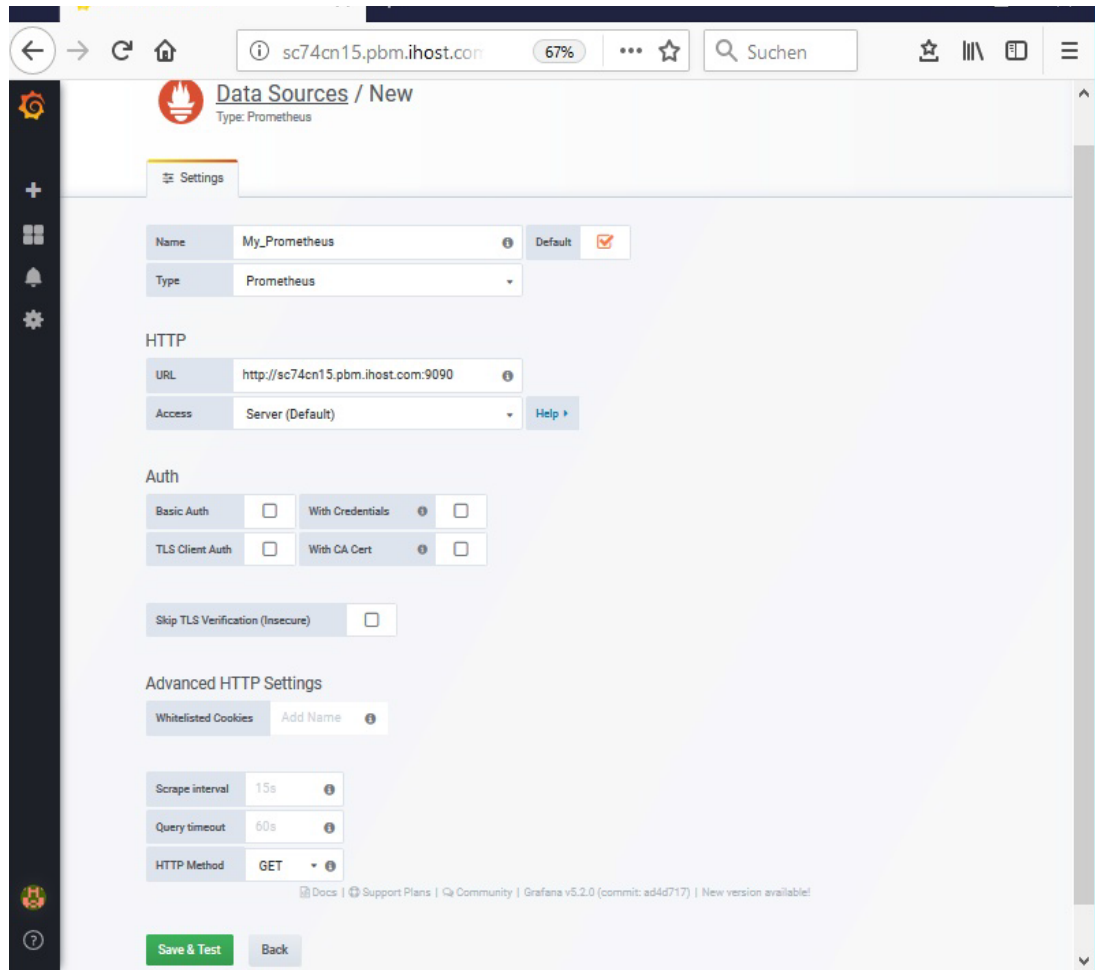 sc74cn15.pbm.ihost.com
67%
Suchen
Data Sources / New
Type: Prometheus
Settings
Name My_Prometheus Default
Type Prometheus
HTTP
URL http://sc74cn15.pbm.ihost.com:9090
Access Server (Default) Help
Auth
Basic Auth With Credentials
TLS Client Auth With CA Cert
Skip TLS Verification (Insecure)
Advanced HTTP Settings
Whitelisted Cookies Add Name
Scrape interval 15s
Query timeout 60s
HTTP Method GET
Docs | Support Plans | Community | Grafana v5.2.0 (commit: ad4d717) | New version available!
Save & Test Back